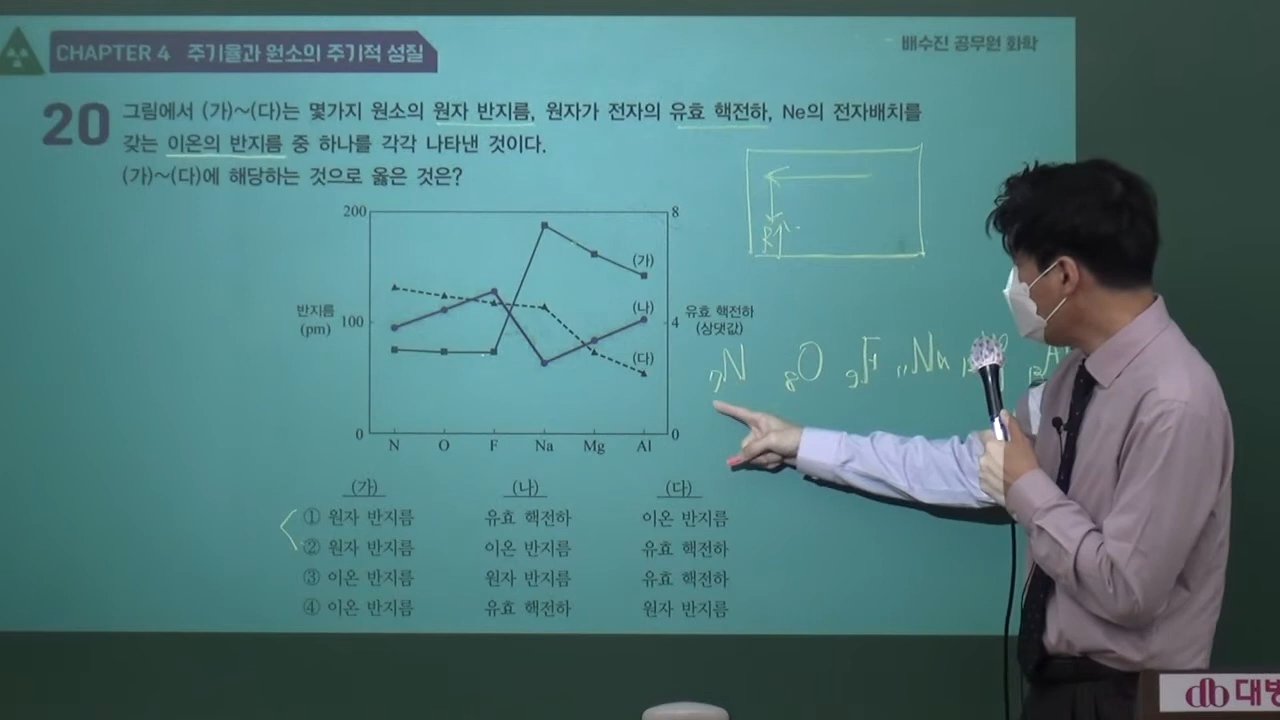 CHAPTER 4 주기율과 원소의 주기적 성질
배수진 공무원 화학
20 그림에서 (가)~(다)는 몇가지 원소의 원자 반지름, 원자가 전자의 유효 핵전하, Ne의 전자배치를
갖는 이온의 반지름 중 하나를 각각 나타낸 것이다.
(가)~(다)에 해당하는 것으로 옳은 것은?
R↑
200 8
(가)
반지름
(pm)
100 4
(나)
유효 핵전하
(상댓값)
(다)
0 0
N O F Na Mg Al
₇N ₈O ₉F ₁₁Na
(가) (나) (다)
① 원자 반지름 유효 핵전하 이온 반지름
② 원자 반지름 이온 반지름 유효 핵전하
③ 이온 반지름 원자 반지름 유효 핵전하
④ 이온 반지름 유효 핵전하 원자 반지름